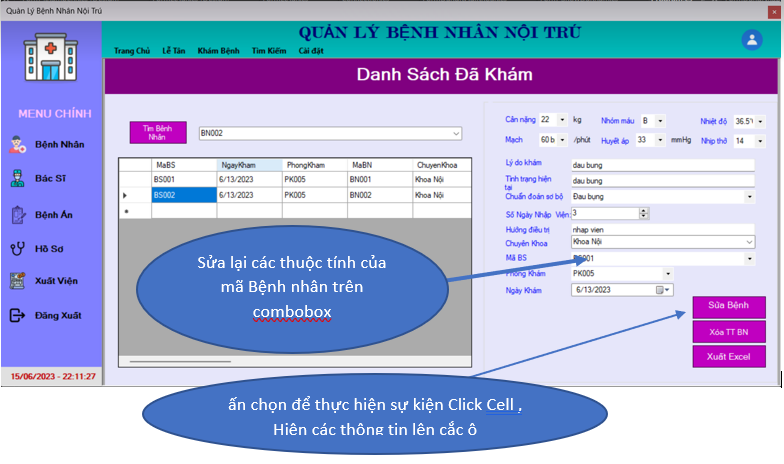 Quản Lý Bệnh Nhân Nội Trú
QUẢN LÝ BỆNH NHÂN NỘI TRÚ
Trang Chủ Lễ Tân Khám Bệnh Tìm Kiếm Cài đặt
Danh Sách Đã Khám
MENU CHÍNH
Bệnh Nhân
Bác Sĩ
Bệnh Án
Hồ Sơ
Xuất Viện
Đăng Xuất
15/06/2023 - 22:11:27
Tìm Bệnh
Nhân
BN002
MaBS NgayKham PhongKham MaBN ChuyenKhoa
BS001 6/13/2023 PK005 BN001 Khoa Nội
BS002 6/13/2023 PK005 BN002 Khoa Nội
Cân nặng 22 kg Nhóm máu B Nhiệt độ 36.5
Mạch 60 b /phút Huyết áp 33 mmHg Nhịp thở 14
Lý do khám dau bung
Tình trạng hiện
tại
dau bung
Chuẩn đoán sơ bộ Đau bụng
Số Ngày Nhập Viện: 3
Hướng điều trị nhap vien
Chuyên Khoa Khoa Nội
Mã BS BS001
Phòng Khám PK005
Ngày Khám 6/13/2023
Sửa Bệnh
Xóa TT BN
Xuất Excel
Sửa lại các thuộc tính của
mã Bệnh nhân trên
combobox
ấn chọn để thực hiện sự kiện Click Cell ,
Hiện các thông tin lên cắc ô